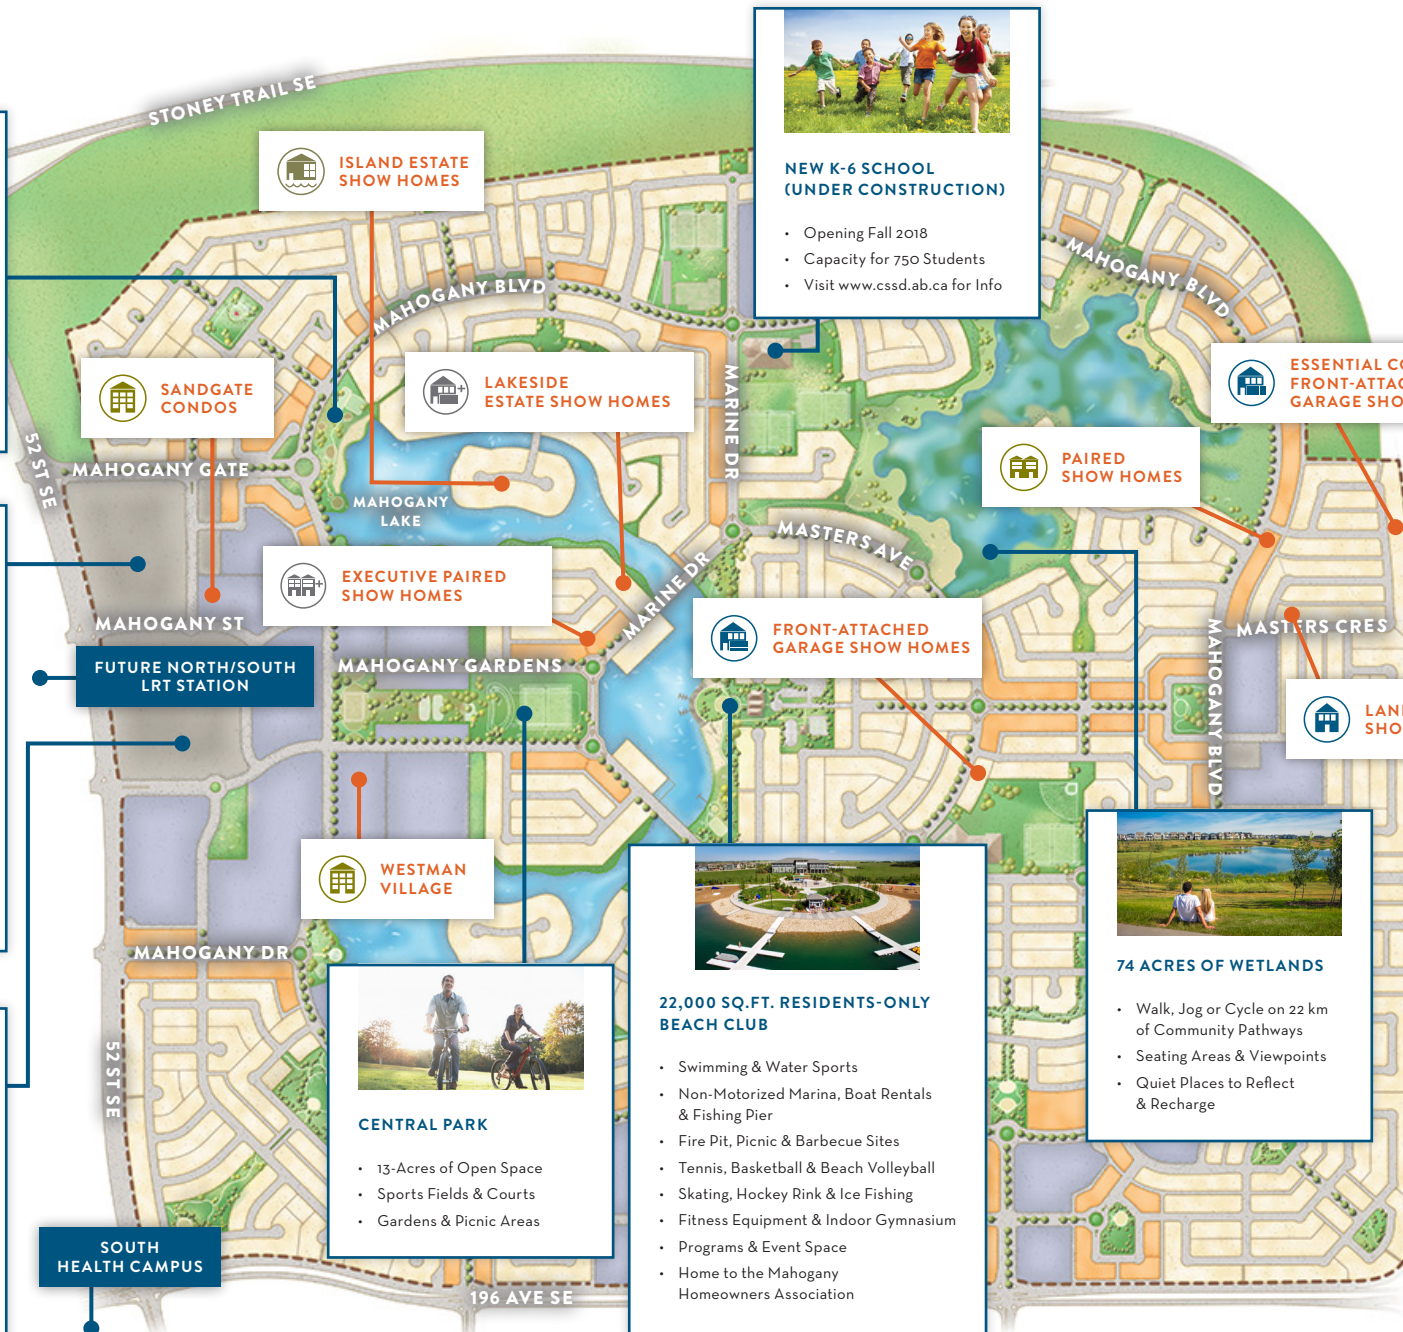 STONEY TRAIL SE
ISLAND ESTATE
SHOW HOMES
NEW K-6 SCHOOL
(UNDER CONSTRUCTION)
• Opening Fall 2018
• Capacity for 750 Students
• Visit www.cssd.ab.ca for Info
MAHOGANY BLVD
MAHOGANY BLVD
SANDGATE
CONDOS
LAKESIDE
ESTATE SHOW HOMES
MARINE DR
ESSENTIAL CO
FRONT-ATTAC
GARAGE SHO
52 ST SE
MAHOGANY GATE
MAHOGANY
LAKE
PAIRED
SHOW HOMES
MASTERS AVE
EXECUTIVE PAIRED
SHOW HOMES
MARINE DR
MAHOGANY ST
FRONT-ATTACHED
GARAGE SHOW HOMES
MASTERS CRES
MAHOGANY BLVD
FUTURE NORTH/SOUTH
LRT STATION
MAHOGANY GARDENS
LAN
SHO
WESTMAN
VILLAGE
MAHOGANY DR
52 ST SE
CENTRAL PARK
• 13-Acres of Open Space
• Sports Fields & Courts
• Gardens & Picnic Areas
22,000 SQ.FT. RESIDENTS-ONLY
BEACH CLUB
• Swimming & Water Sports
• Non-Motorized Marina, Boat Rentals
& Fishing Pier
• Fire Pit, Picnic & Barbecue Sites
• Tennis, Basketball & Beach Volleyball
• Skating, Hockey Rink & Ice Fishing
• Fitness Equipment & Indoor Gymnasium
• Programs & Event Space
• Home to the Mahogany
Homeowners Association
74 ACRES OF WETLANDS
• Walk, Jog or Cycle on 22 km
of Community Pathways
• Seating Areas & Viewpoints
• Quiet Places to Reflect
& Recharge
SOUTH
HEALTH CAMPUS
196 AVE SE